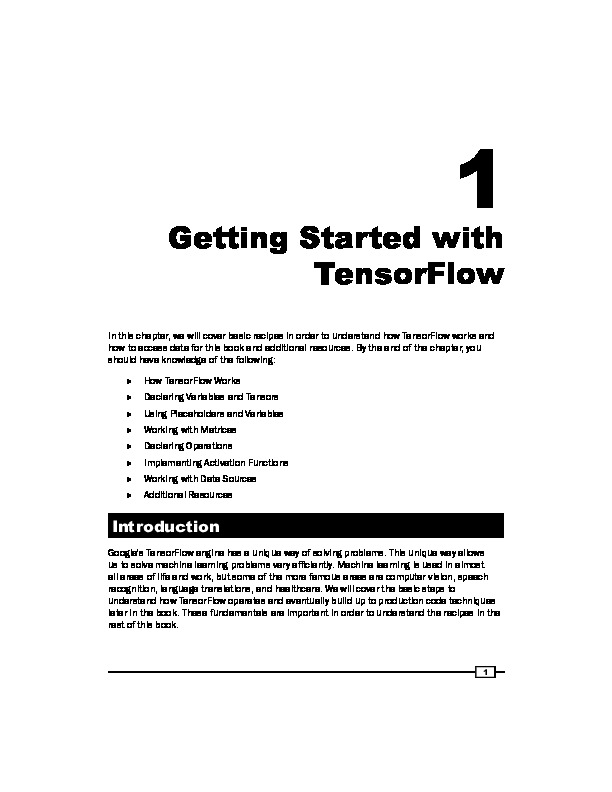 1
Getting Started with
TensorFlow
In this chapter, we will cover basic recipes in order to understand how TensorFlow works and
how to access data for this book and additional resources. By the end of the chapter, you
should have knowledge of the following:
► How TensorFlow Works
► Declaring Variables and Tensors
► Using Placeholders and Variables
► Working with Matrices
► Declaring Operations
► Implementing Activation Functions
► Working with Data Sources
► Additional Resources
Introduction
Google's TensorFlow engine has a unique way of solving problems. This unique way allows
us to solve machine learning problems very efficiently. Machine learning is used in almost
all areas of life and work, but some of the more famous areas are computer vision, speech
recognition, language translations, and healthcare. We will cover the basic steps to
understand how TensorFlow operates and eventually build up to production code techniques
later in the book. These fundamentals are important in order to understand the recipes in the
rest of this book.
1